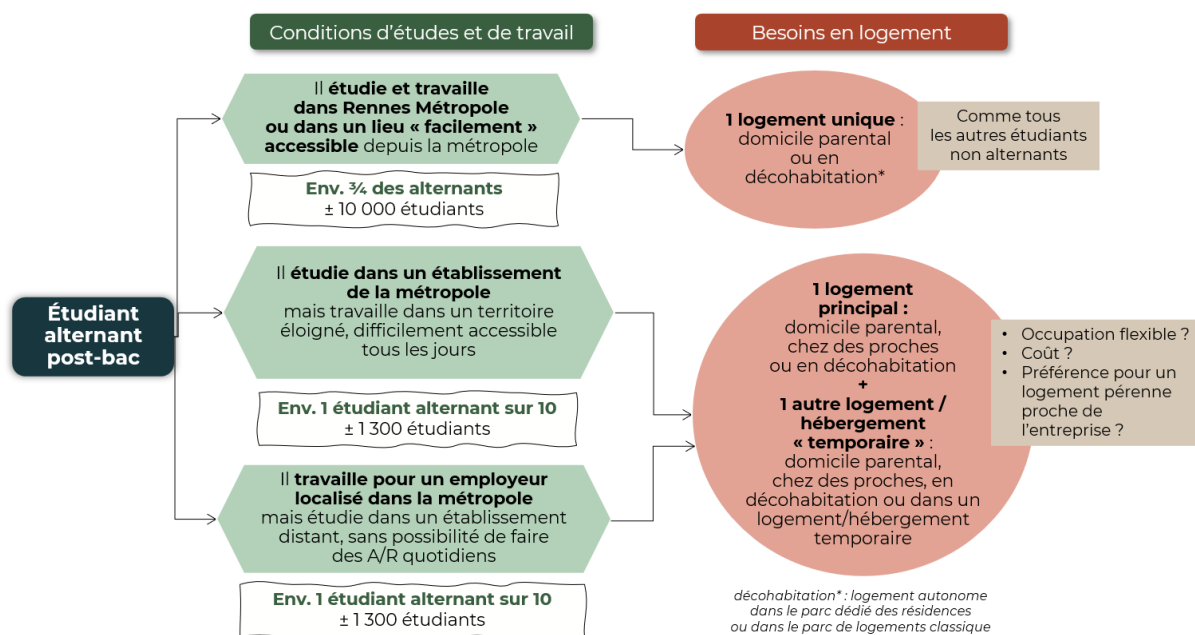 Conditions d'études et de travail
Besoins en logement
Étudiant
alternant
post-bac
Il étudie et travaille
dans Rennes Métropole
ou dans un lieu « facilement »
accessible depuis la métropole
Env. ¾ des alternants
± 10 000 étudiants
1 logement unique :
domicile parental
ou en
décohabitation*
Comme tous
les autres étudiants
non alternants
Il étudie dans un établissement
de la métropole
mais travaille dans un territoire
éloigné, difficilement accessible
tous les jours
Env. 1 étudiant alternant sur 10
± 1 300 étudiants
Il travaille pour un employeur
localisé dans la métropole
mais étudie dans un établissement
distant, sans possibilité de faire
des A/R quotidiens
Env. 1 étudiant alternant sur 10
± 1 300 étudiants
1 logement
principal :
domicile parental,
chez des proches
ou en décohabitation
+
1 autre logement /
hébergement
« temporaire » :
domicile parental,
chez des proches, en
décohabitation ou dans un
logement/hébergement
temporaire
• Occupation flexible ?
• Coût ?
• Préférence pour un
logement pérenne
proche de
l'entreprise ?
décohabitation* : logement autonome
dans le parc dédié des résidences
ou dans le parc de logements classique